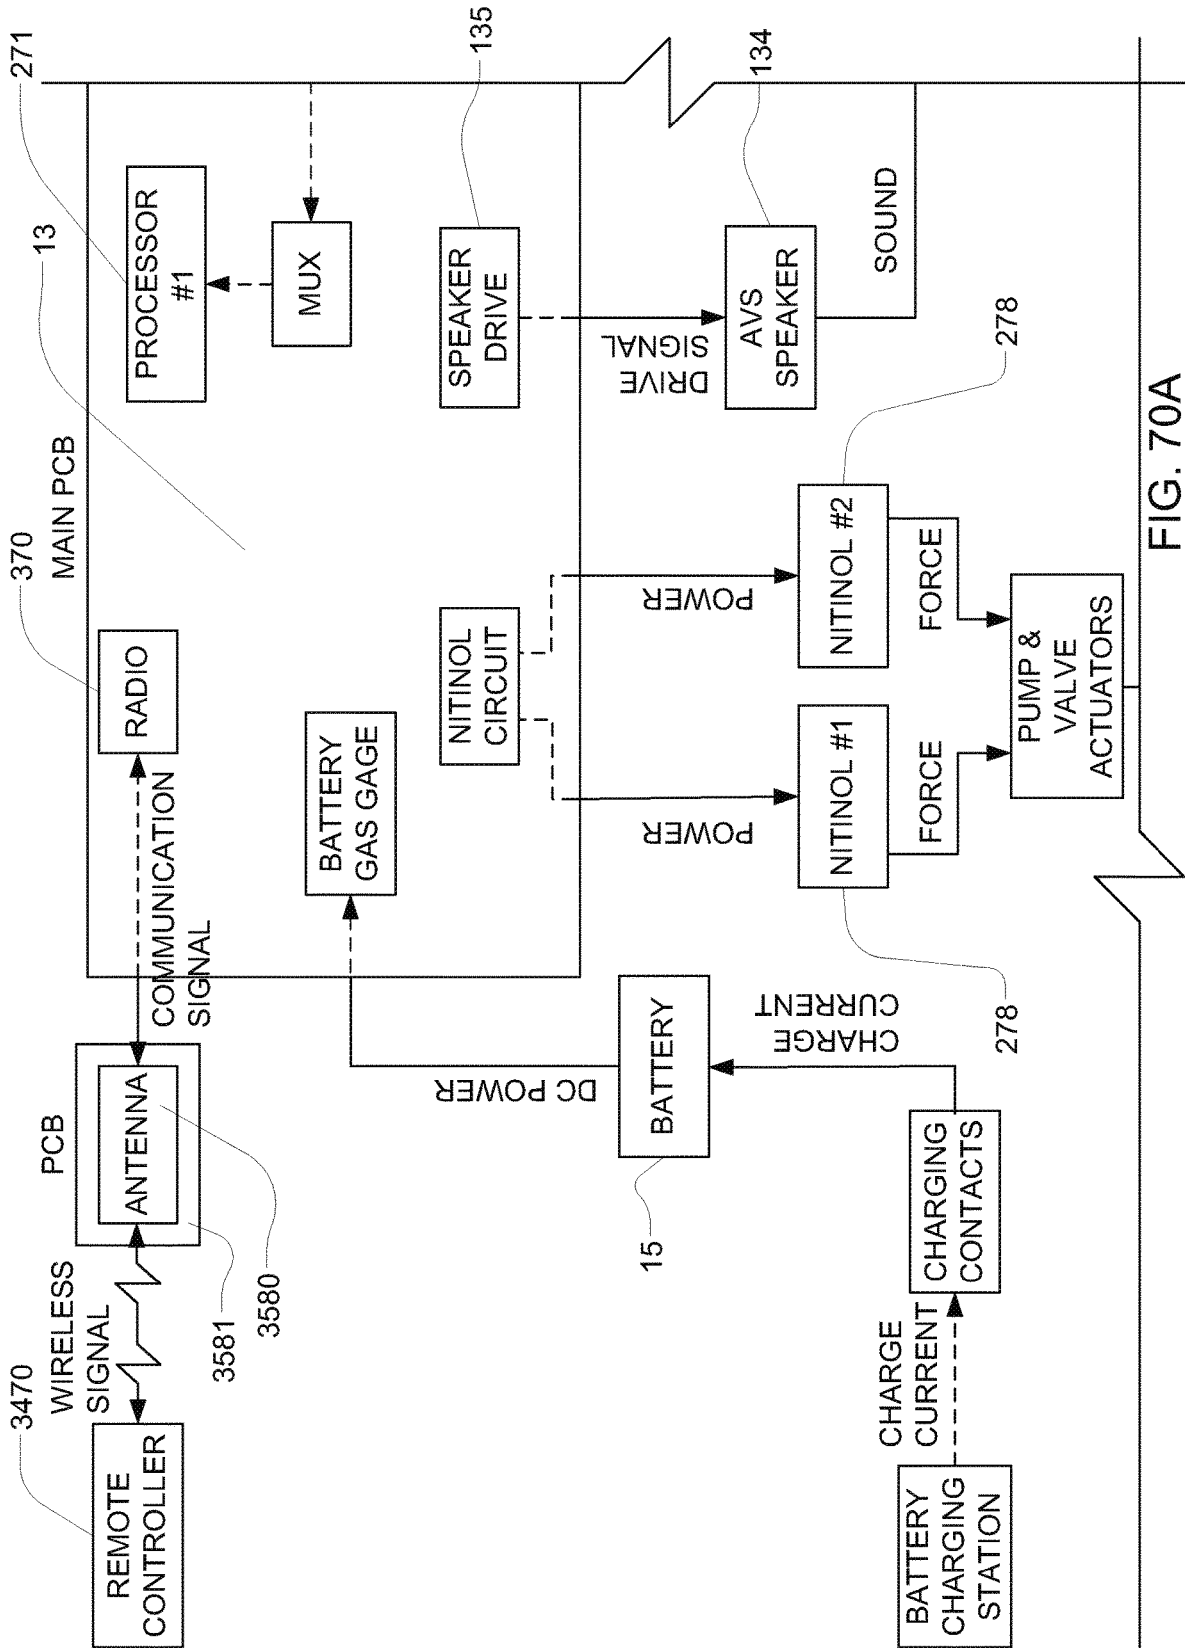 3470
REMOTE
CONTROLLER
WIRELESS
SIGNAL
3581
3580
PCB
ANTENNA
COMMUNICATION
SIGNAL
370
RADIO
MAIN PCB
13
271
PROCESSOR
#1
MUX
BATTERY
GAS GAGE
NITINOL
CIRCUIT
SPEAKER
DRIVE
135
DC POWER
BATTERY
15
CHARGE
CURRENT
POWER
POWER
DRIVE
SIGNAL
AVS
SPEAKER
134
SOUND
NITINOL #1
278
NITINOL #2
278
FORCE
FORCE
PUMP &
VALVE
ACTUATORS
BATTERY
CHARGING
STATION
CHARGE
CURRENT
CHARGING
CONTACTS
FIG. 70A